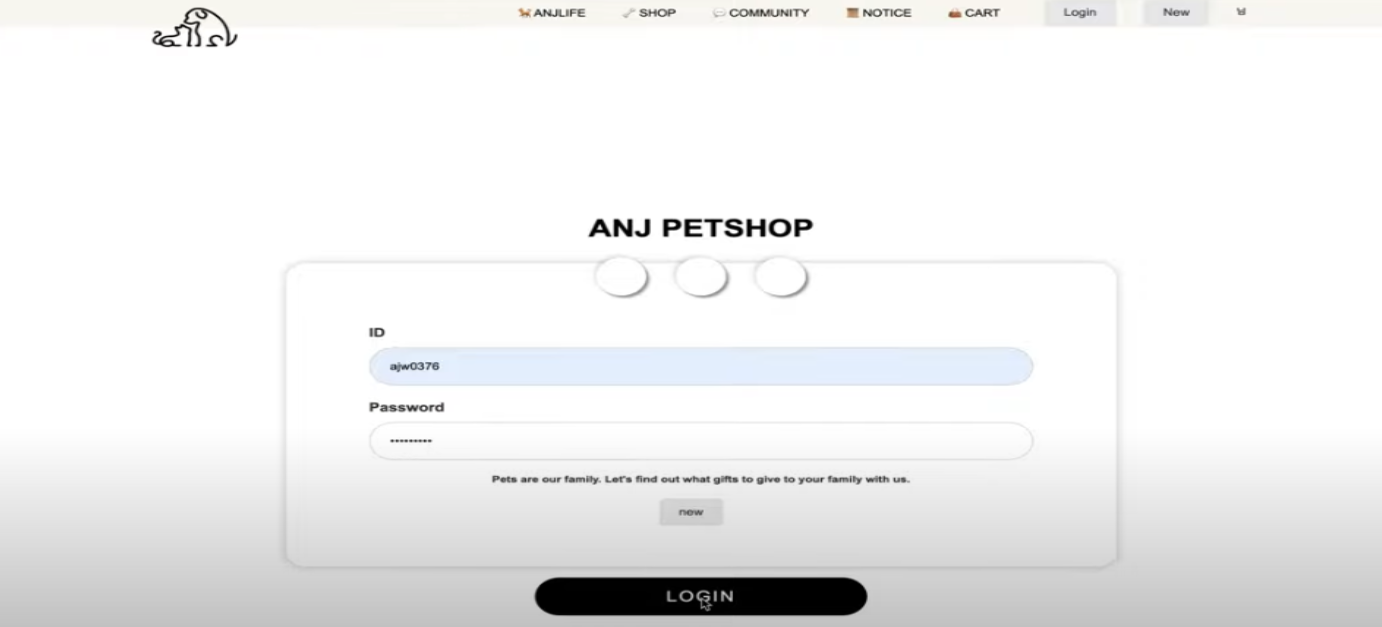 ANJLIFE SHOP COMMUNITY NOTICE CART Login New
ANJ PETSHOP
ID
ajw0376
Password
•••••••••
Pets are our family. Let's find out what gifts to give to your family with us.
new
LOGIN